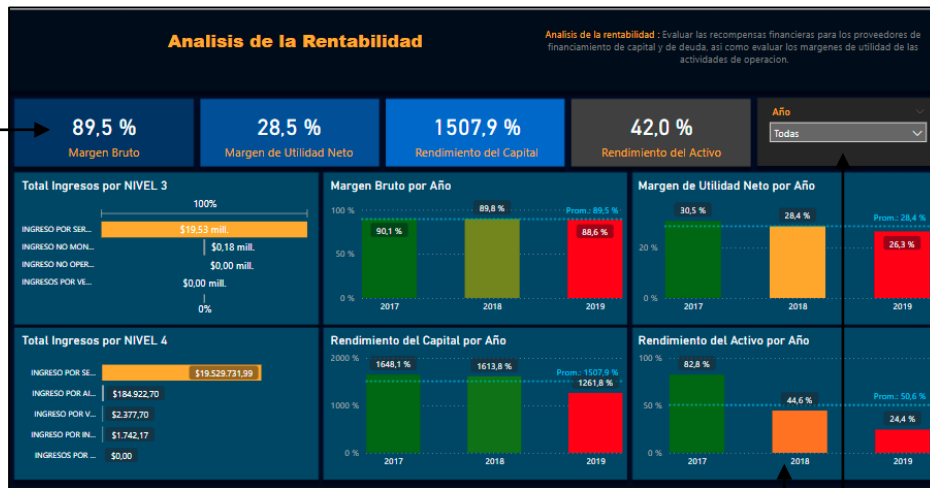 Analisis de la Rentabilidad
Analisis de la rentabilidad : Evaluar las recompensas financieras para los proveedores de
financiamiento de capital y de deuda, asi como evaluar los margenes de utilidad de las
actividades de operacion.
89,5 %
Margen Bruto
28,5 %
Margen de Utilidad Neto
1507,9 %
Rendimiento del Capital
42,0 %
Rendimiento del Activo
Año
Todas
Total Ingresos por NIVEL 3
100%
INGRESO POR SER... $19,53 mill.
INGRESO NO MON... $0,18 mill.
INGRESO NO OPER... $0,00 mill.
INGRESOS POR VE... $0,00 mill.
0%
Margen Bruto por Año
100 %
50 %
0 %
90,1 %
89,8 %
88,6 %
Prom.: 89,5 %
2017 2018 2019
Margen de Utilidad Neto por Año
20 %
0 %
30,5 %
28,4 %
26,3 %
Prom.: 28,4 %
2017 2018 2019
Total Ingresos por NIVEL 4
INGRESO POR SE... $19.529.731,99
INGRESO POR AI... $184.922,70
INGRESO POR V... $2.377,70
INGRESO POR IN... $1.742,17
INGRESOS POR ... $0,00
Rendimiento del Capital por Año
2000 %
1000 %
0 %
1648,1 %
1613,8 %
Prom.: 1507,9 %
1261,8 %
2017 2018 2019
Rendimiento del Activo por Año
100 %
50 %
0 %
82,8 %
44,6 %
Prom.: 50,6 %
24,4 %
2017 2018 2019